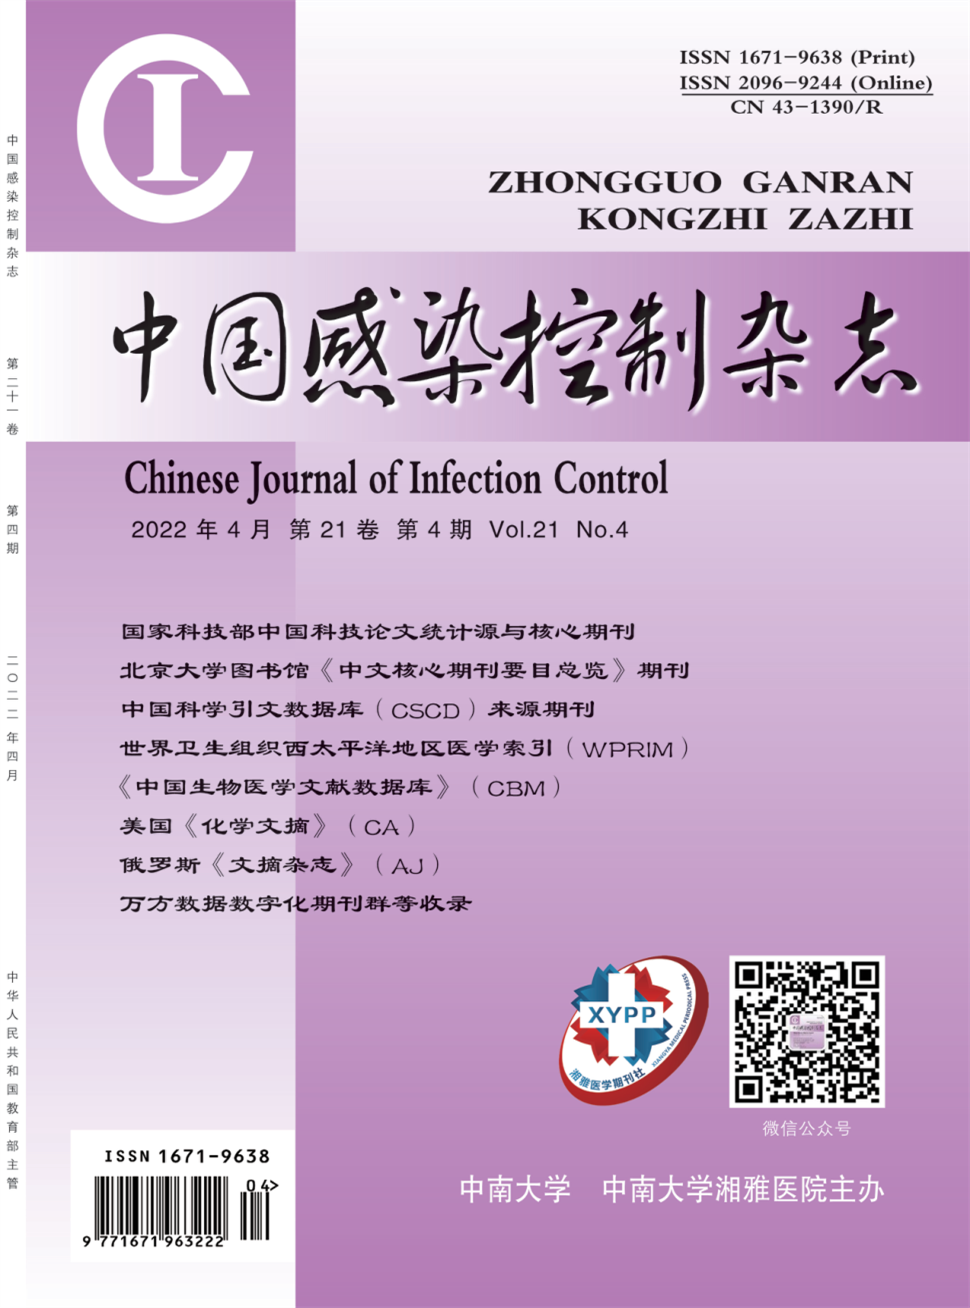 CI
ISSN 1671-9638 (Print)
ISSN 2096-9244 (Online)
CN 43-1390/R
ZHONGGUO GANRAN
KONGZHI ZAZHI
中国感染控制杂志
Chinese Journal of Infection Control
2022 年 4 月 第 21 卷 第 4 期 Vol.21 No.4
国家科技部中国科技论文统计源与核心期刊
北京大学图书馆《中文核心期刊要目总览》期刊
中国科学引文数据库（CSCD）来源期刊
世界卫生组织西太平洋地区医学索引（WPRIM）
《中国生物医学文献数据库》（CBM）
美国《化学文摘》（CA）
俄罗斯《文摘杂志》（AJ）
万方数据数字化期刊群等收录
XYPP
XIANGYA MEDICAL PERIODICAL PRESS
湘雅医学期刊社
微信公众号
中南大学 中南大学湘雅医院主办
ISSN 1671-9638
04>
9 771671 963222
中国感染控制杂志 第二十一卷 第四期 二〇二二年四月 中华人民共和国教育部主管